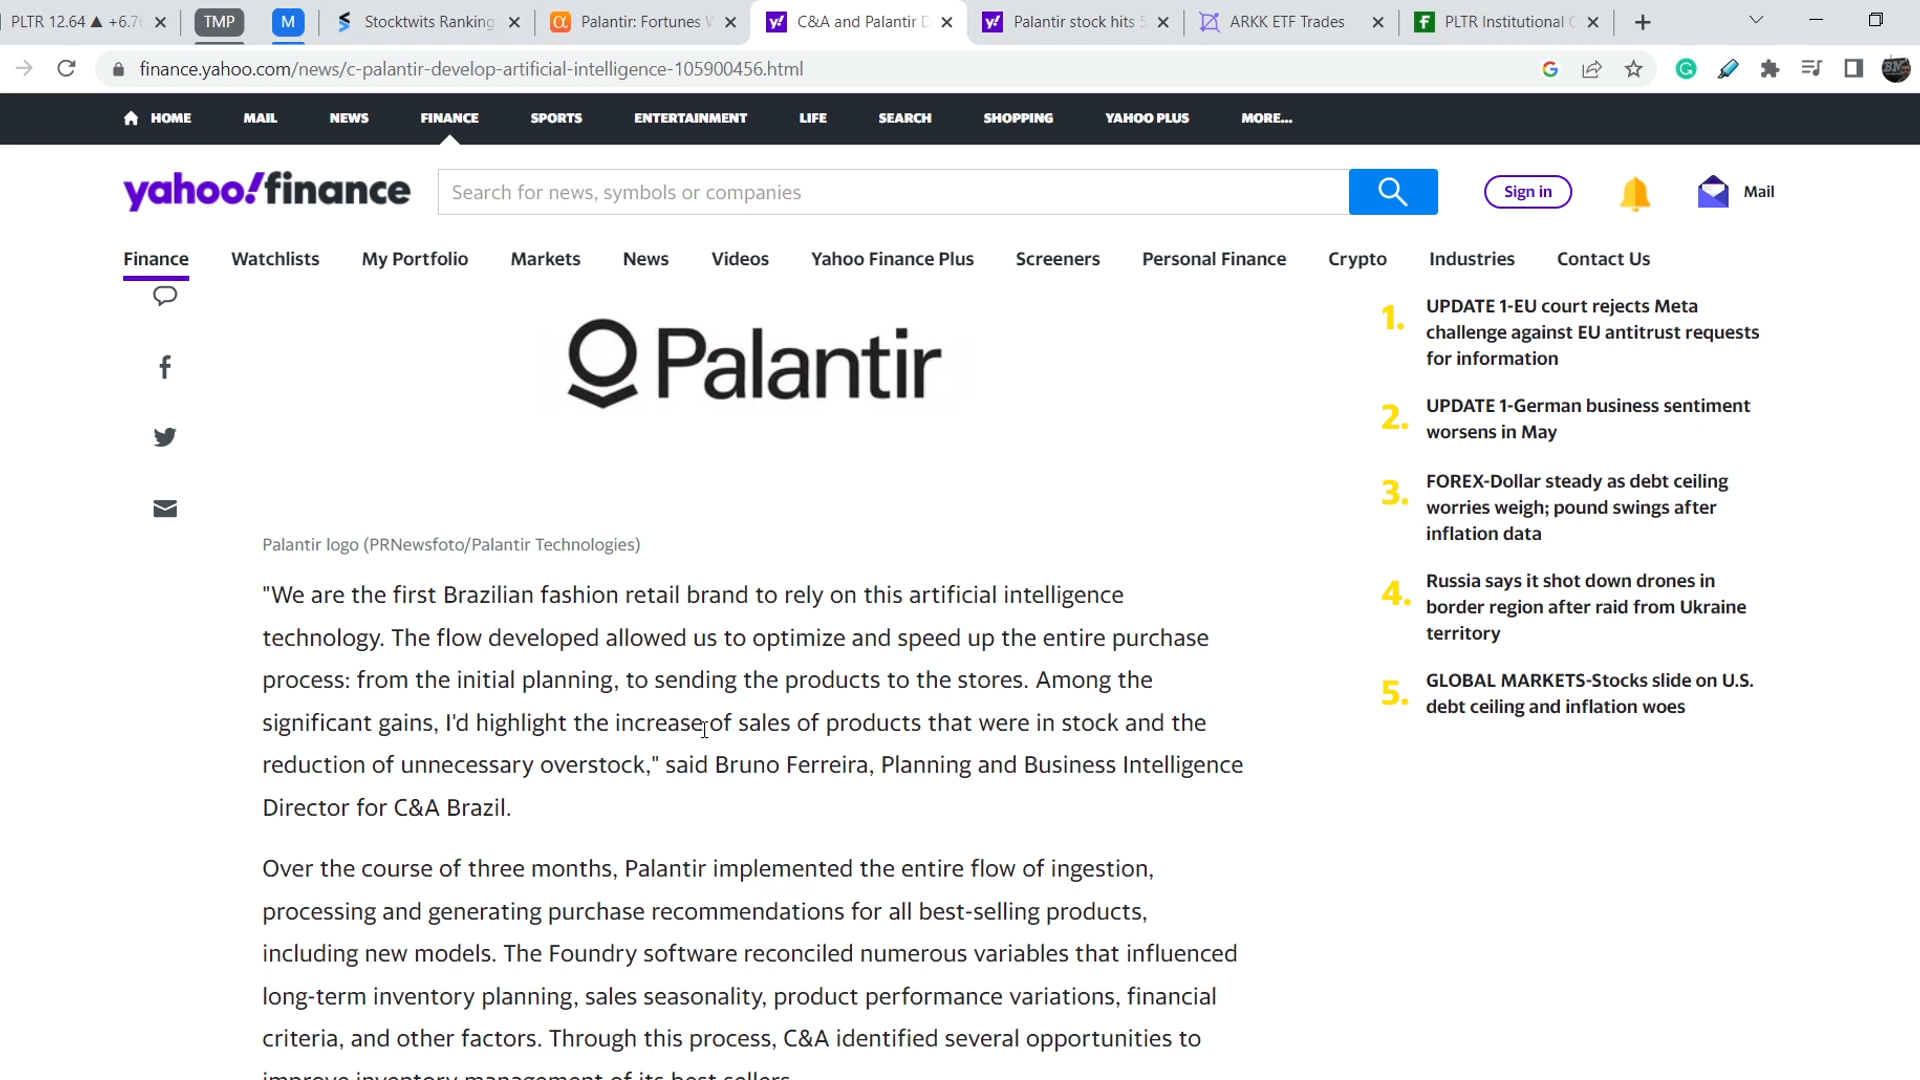 PLTR 12.64 ▲ +6.7
TMP
M
Stocktwits Ranking
Palantir: Fortunes
C&A and Palantir D
Palantir stock hits
ARKK ETF Trades
PLTR Institutional
finance.yahoo.com/news/c-palantir-develop-artificial-intelligence-105900456.html
HOME MAIL NEWS FINANCE SPORTS ENTERTAINMENT LIFE SEARCH SHOPPING YAHOO PLUS MORE...
yahoo!finance
Search for news, symbols or companies
Sign in
Mail
Finance Watchlists My Portfolio Markets News Videos Yahoo Finance Plus Screeners Personal Finance Crypto Industries Contact Us
Palantir
Palantir logo (PRNewsfoto/Palantir Technologies)
"We are the first Brazilian fashion retail brand to rely on this artificial intelligence
technology. The flow developed allowed us to optimize and speed up the entire purchase
process: from the initial planning, to sending the products to the stores. Among the
significant gains, I'd highlight the increase of sales of products that were in stock and the
reduction of unnecessary overstock," said Bruno Ferreira, Planning and Business Intelligence
Director for C&A Brazil.
Over the course of three months, Palantir implemented the entire flow of ingestion,
processing and generating purchase recommendations for all best-selling products,
including new models. The Foundry software reconciled numerous variables that influenced
long-term inventory planning, sales seasonality, product performance variations, financial
criteria, and other factors. Through this process, C&A identified several opportunities to
improve inventory management of its best sellers.
1. UPDATE 1-EU court rejects Meta
challenge against EU antitrust requests
for information
2. UPDATE 1-German business sentiment
worsens in May
3. FOREX-Dollar steady as debt ceiling
worries weigh; pound swings after
inflation data
4. Russia says it shot down drones in
border region after raid from Ukraine
territory
5. GLOBAL MARKETS-Stocks slide on U.S.
debt ceiling and inflation woes